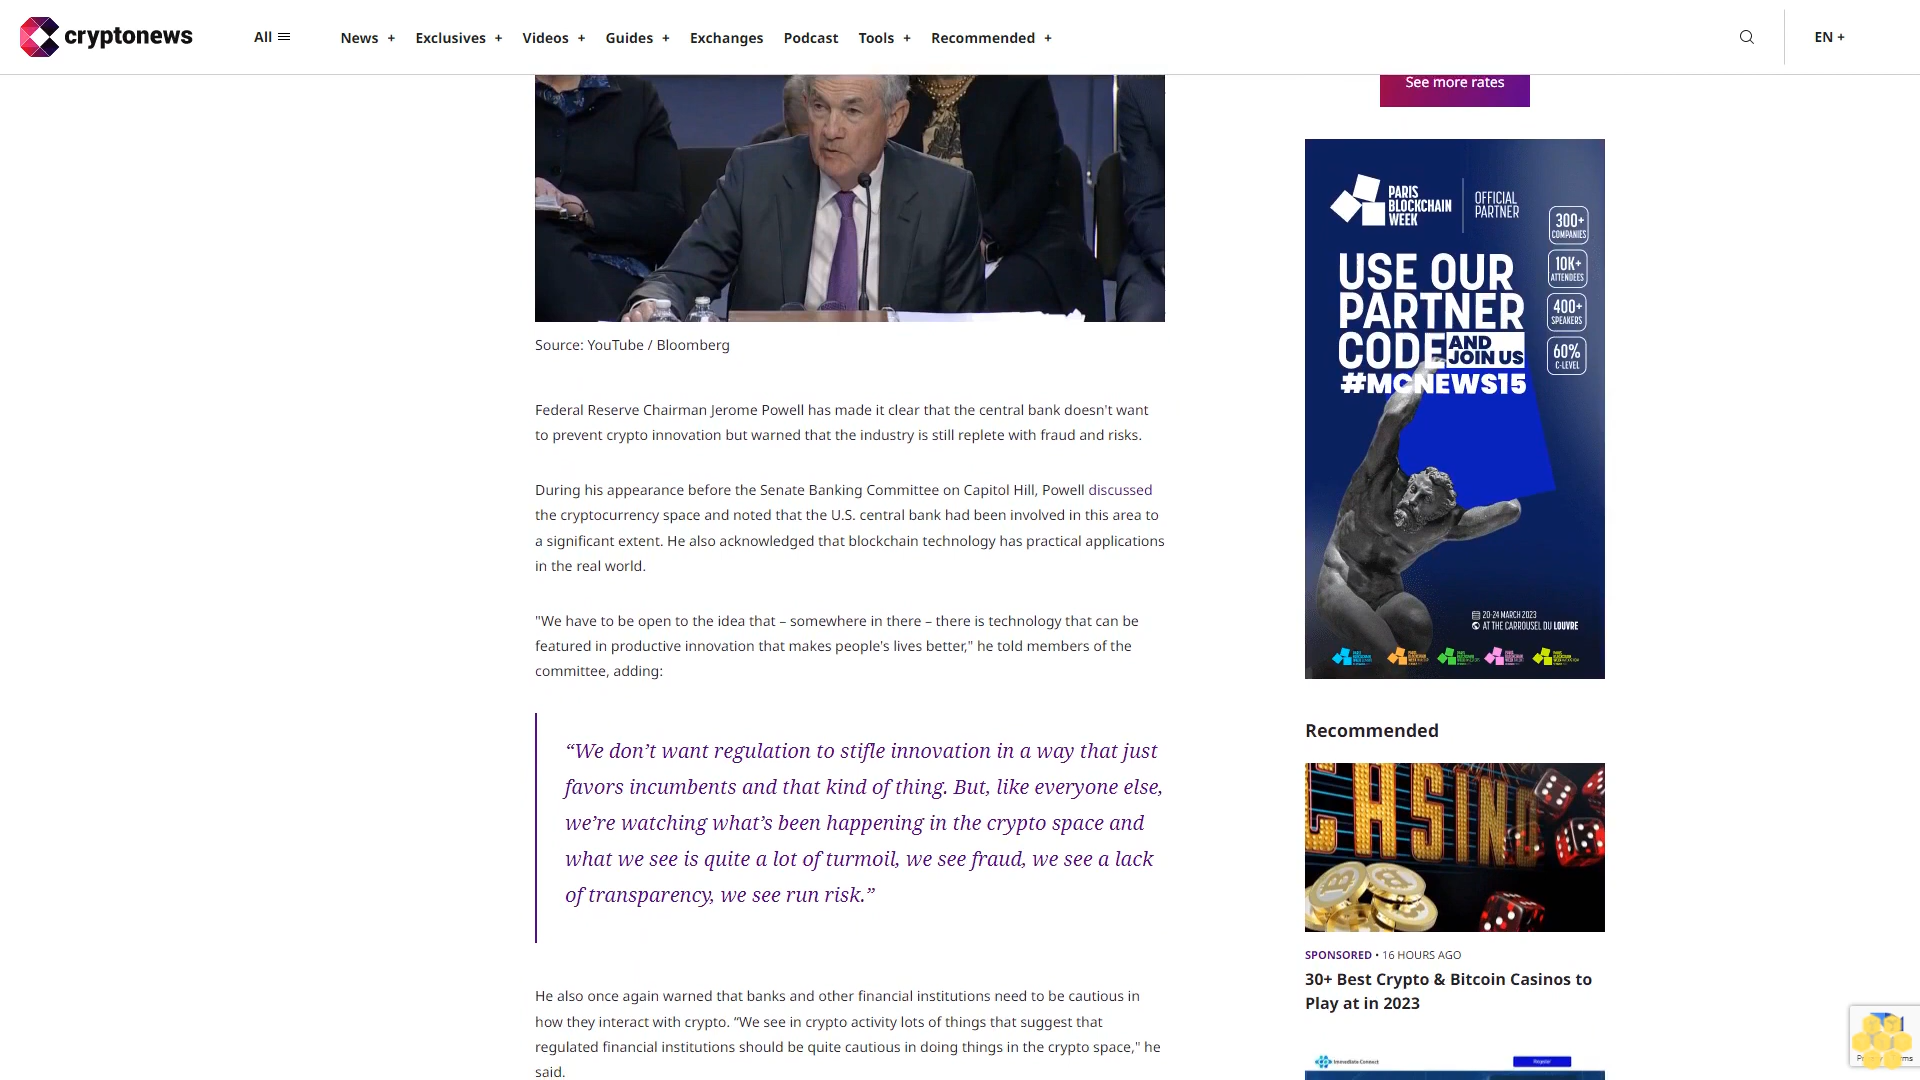 cryptonews
All
News +
Exclusives +
Videos +
Guides +
Exchanges
Podcast
Tools +
Recommended +
EN +
Source: YouTube / Bloomberg
Federal Reserve Chairman Jerome Powell has made it clear that the central bank doesn't want
to prevent crypto innovation but warned that the industry is still replete with fraud and risks.
During his appearance before the Senate Banking Committee on Capitol Hill, Powell discussed
the cryptocurrency space and noted that the U.S. central bank had been involved in this area to
a significant extent. He also acknowledged that blockchain technology has practical applications
in the real world.
"We have to be open to the idea that – somewhere in there – there is technology that can be
featured in productive innovation that makes people's lives better," he told members of the
committee, adding:
“We don’t want regulation to stifle innovation in a way that just
favors incumbents and that kind of thing. But, like everyone else,
we’re watching what’s been happening in the crypto space and
what we see is quite a lot of turmoil, we see fraud, we see a lack
of transparency, we see run risk.”
He also once again warned that banks and other financial institutions need to be cautious in
how they interact with crypto. “We see in crypto activity lots of things that suggest that
regulated financial institutions should be quite cautious in doing things in the crypto space," he
said.
See more rates
PARIS
BLOCKCHAIN
WEEK
OFFICIAL
PARTNER
300+
COMPANIES
10K+
ATTENDEES
400+
SPEAKERS
60%
C-LEVEL
USE OUR
PARTNER
CODE AND
JOIN US
#MCNEWS15
20-24 MARCH 2023
AT THE CARROUSEL DU LOUVRE
Recommended
CASINO
SPONSORED • 16 HOURS AGO
30+ Best Crypto & Bitcoin Casinos to
Play at in 2023
Immediate Connect
Register